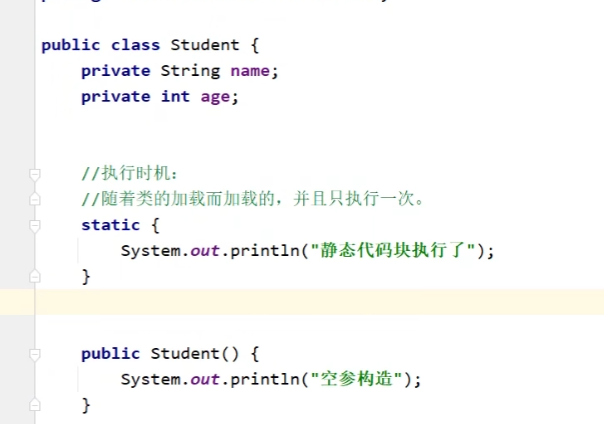 public class Student {
private String name;
private int age;
//执行时机：
//随着类的加载而加载的，并且只执行一次。
static {
System.out.println("静态代码块执行了");
}
public Student() {
System.out.println("空参构造");
}